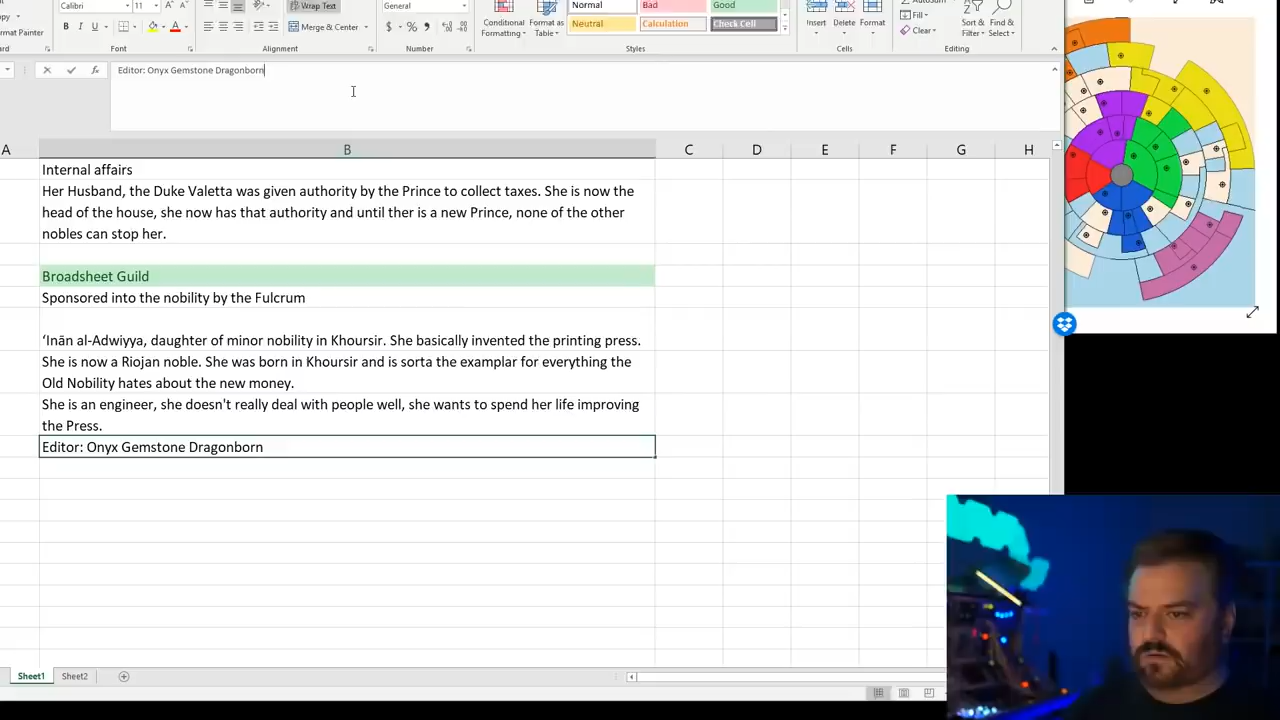 Wrap Text
AutoSum
Normal
Bad
Good
Calibri
11
General
Conditional
Formatting
Format as
Table
Insert
Delete
Format
Fill
Sort &
Filter
Find &
Select
Format Painter
B I U
Merge & Center
$ % ,
Neutral
Calculation
Check Cell
Clear
Font
Alignment
Number
Styles
Cells
Editing
fx
Editor: Onyx Gemstone Dragonborn
A B C D E F G H
Internal affairs
Her Husband, the Duke Valetta was given authority by the Prince to collect taxes. She is now the
head of the house, she now has that authority and until ther is a new Prince, none of the other
nobles can stop her.
Broadsheet Guild
Sponsored into the nobility by the Fulcrum
‘Inān al-Adwiyya, daughter of minor nobility in Khoursir. She basically invented the printing press.
She is now a Riojan noble. She was born in Khoursir and is sorta the examplar for everything the
Old Nobility hates about the new money.
She is an engineer, she doesn't really deal with people well, she wants to spend her life improving
the Press.
Editor: Onyx Gemstone Dragonborn
Sheet1
Sheet2